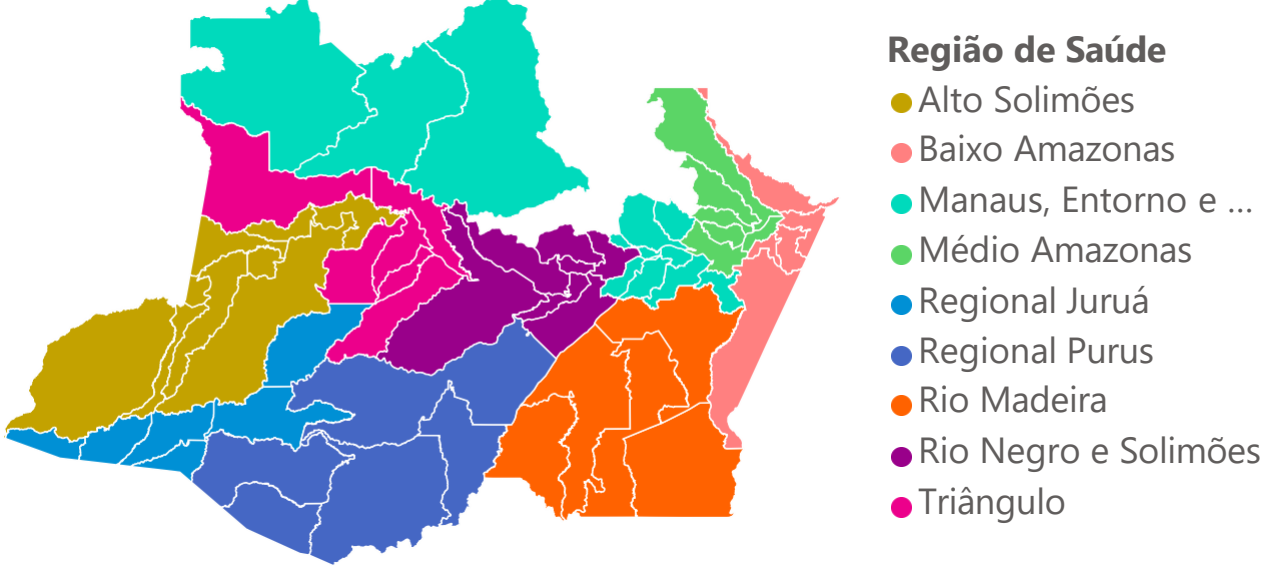 Região de Saúde
Alto Solimões
Baixo Amazonas
Manaus, Entorno e ...
Médio Amazonas
Regional Juruá
Regional Purus
Rio Madeira
Rio Negro e Solimões
Triângulo